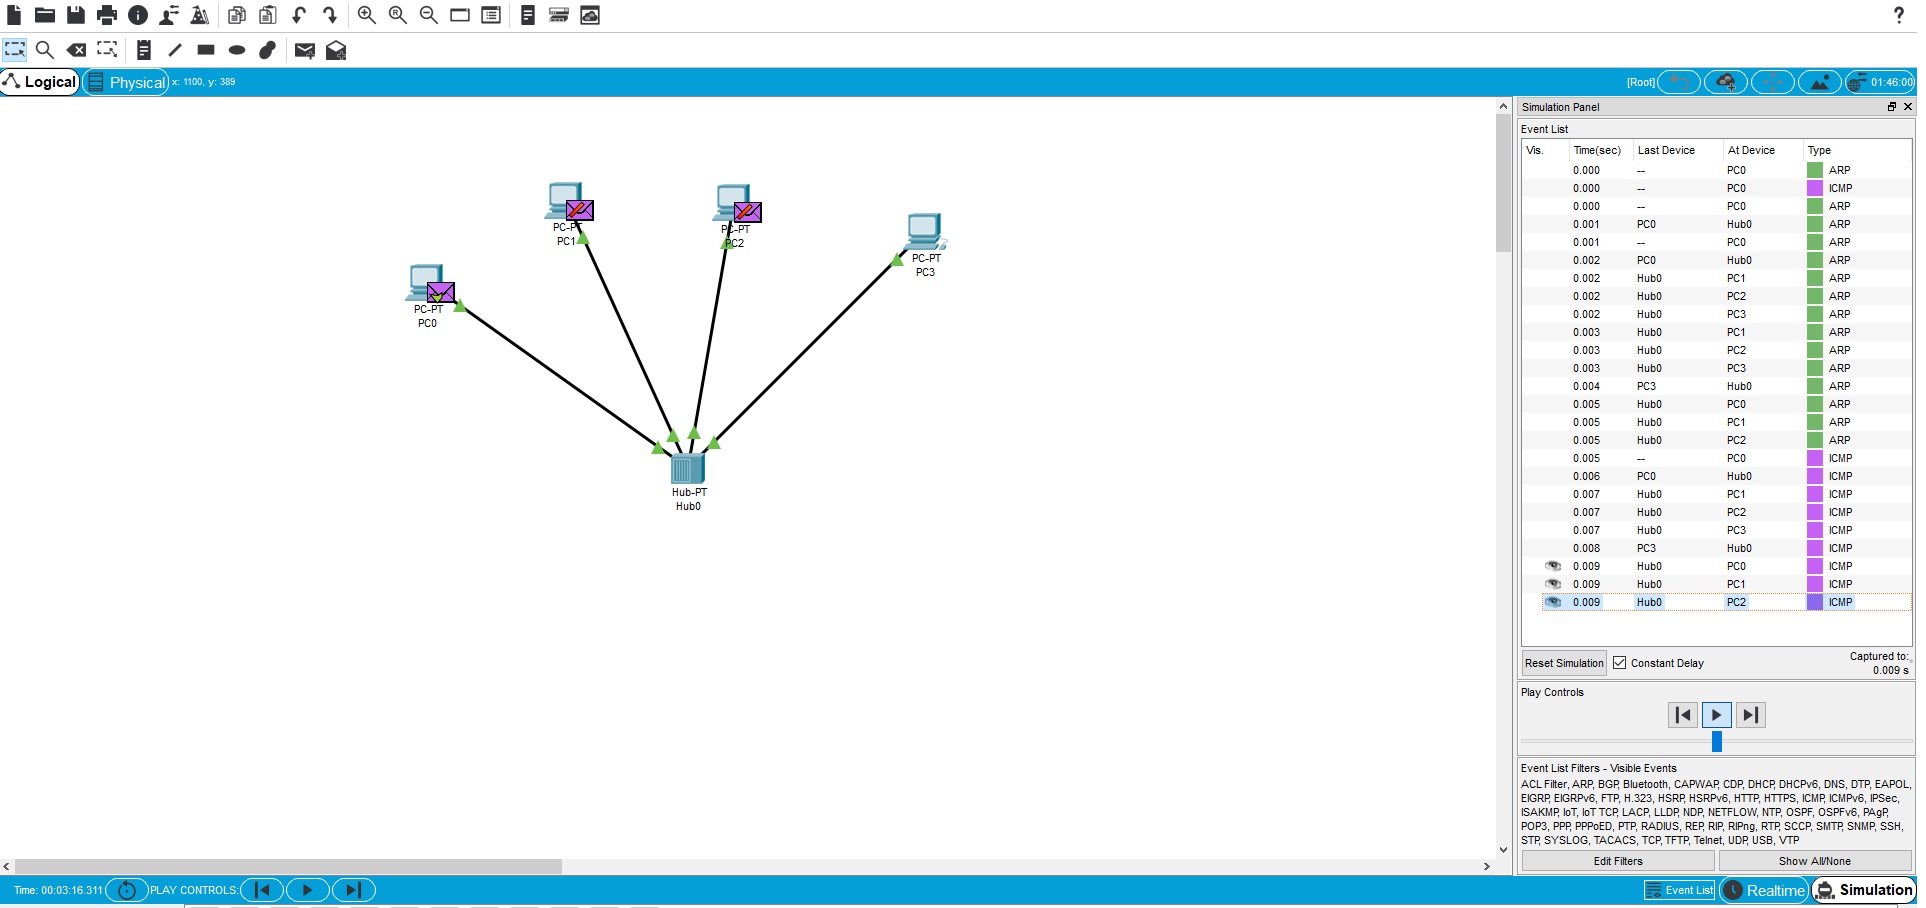 Logical Physical x: 1100, y: 389 [Root] 01:46:00
PC-PT
PC1
PC-PT
PC2
PC-PT
PC3
PC-PT
PC0
Hub-PT
Hub0
Simulation Panel
Event List
Vis. Time(sec) Last Device At Device Type
0.000 -- PC0 ARP
0.000 -- PC0 ICMP
0.000 -- PC0 ARP
0.001 PC0 Hub0 ARP
0.001 -- PC0 ARP
0.002 PC0 Hub0 ARP
0.002 Hub0 PC1 ARP
0.002 Hub0 PC2 ARP
0.002 Hub0 PC3 ARP
0.003 Hub0 PC1 ARP
0.003 Hub0 PC2 ARP
0.003 Hub0 PC3 ARP
0.004 PC3 Hub0 ARP
0.005 Hub0 PC0 ARP
0.005 Hub0 PC1 ARP
0.005 Hub0 PC2 ARP
0.005 -- PC0 ICMP
0.006 PC0 Hub0 ICMP
0.007 Hub0 PC1 ICMP
0.007 Hub0 PC2 ICMP
0.007 Hub0 PC3 ICMP
0.008 PC3 Hub0 ICMP
0.009 Hub0 PC0 ICMP
0.009 Hub0 PC1 ICMP
0.009 Hub0 PC2 ICMP
Reset Simulation Constant Delay Captured to:
0.009 s
Play Controls
Event List Filters - Visible Events
ACL Filter, ARP, BGP, Bluetooth, CAPWAP, CDP, DHCP, DHCPv6, DNS, DTP, EAPOL,
EIGRP, EIGRPv6, FTP, H.323, HSRP, HSRPv6, HTTP, HTTPS, ICMP, ICMPv6, IPSec,
ISAKMP, IoT, IoT TCP, LACP, LLDP, NDP, NETFLOW, NTP, OSPF, OSPFv6, PAgP,
POP3, PPP, PPPoED, PTP, RADIUS, REP, RIP, RIPng, RTP, SCCP, SMTP, SNMP, SSH,
STP, SYSLOG, TACACS, TCP, TFTP, Telnet, UDP, USB, VTP
Edit Filters Show All/None
Time: 00:03:16.311 PLAY CONTROLS: Event List Realtime Simulation